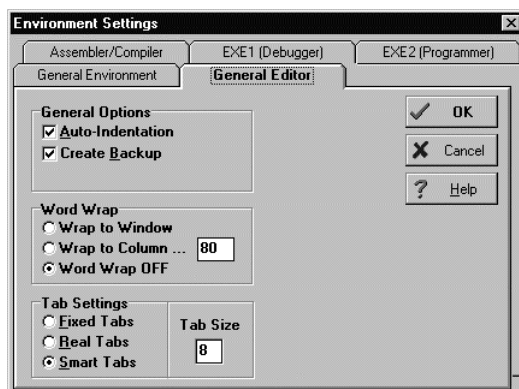 Environment Settings
Assembler/Compiler EXE1 (Debugger) EXE2 (Programmer)
General Environment General Editor
General Options
Auto-Indentation
Create Backup
OK
Cancel
Help
Word Wrap
Wrap to Window
Wrap to Column ... 80
Word Wrap OFF
Tab Settings
Fixed Tabs
Real Tabs
Smart Tabs
Tab Size
8